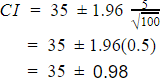 CI = 35 ± 1.96 5/√100
= 35 ± 1.96(0.5)
= 35 ± 0.98